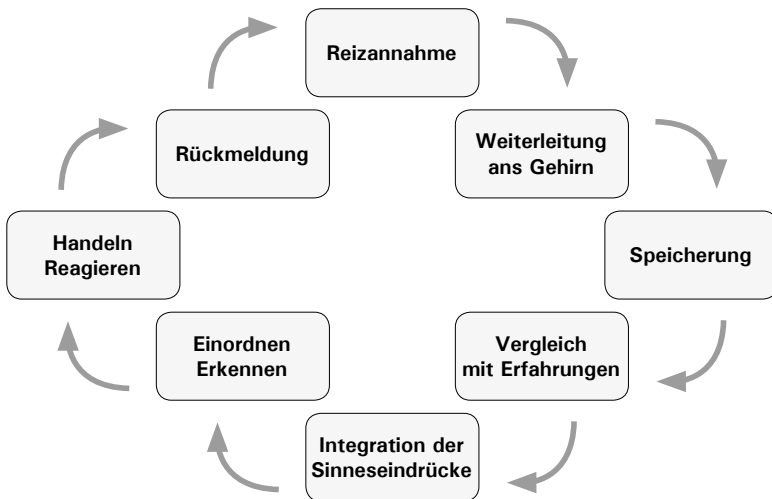 Reizannahme
Weiterleitung
ans Gehirn
Speicherung
Vergleich
mit Erfahrungen
Integration der
Sinneseindrücke
Einordnen
Erkennen
Handeln
Reagieren
Rückmeldung